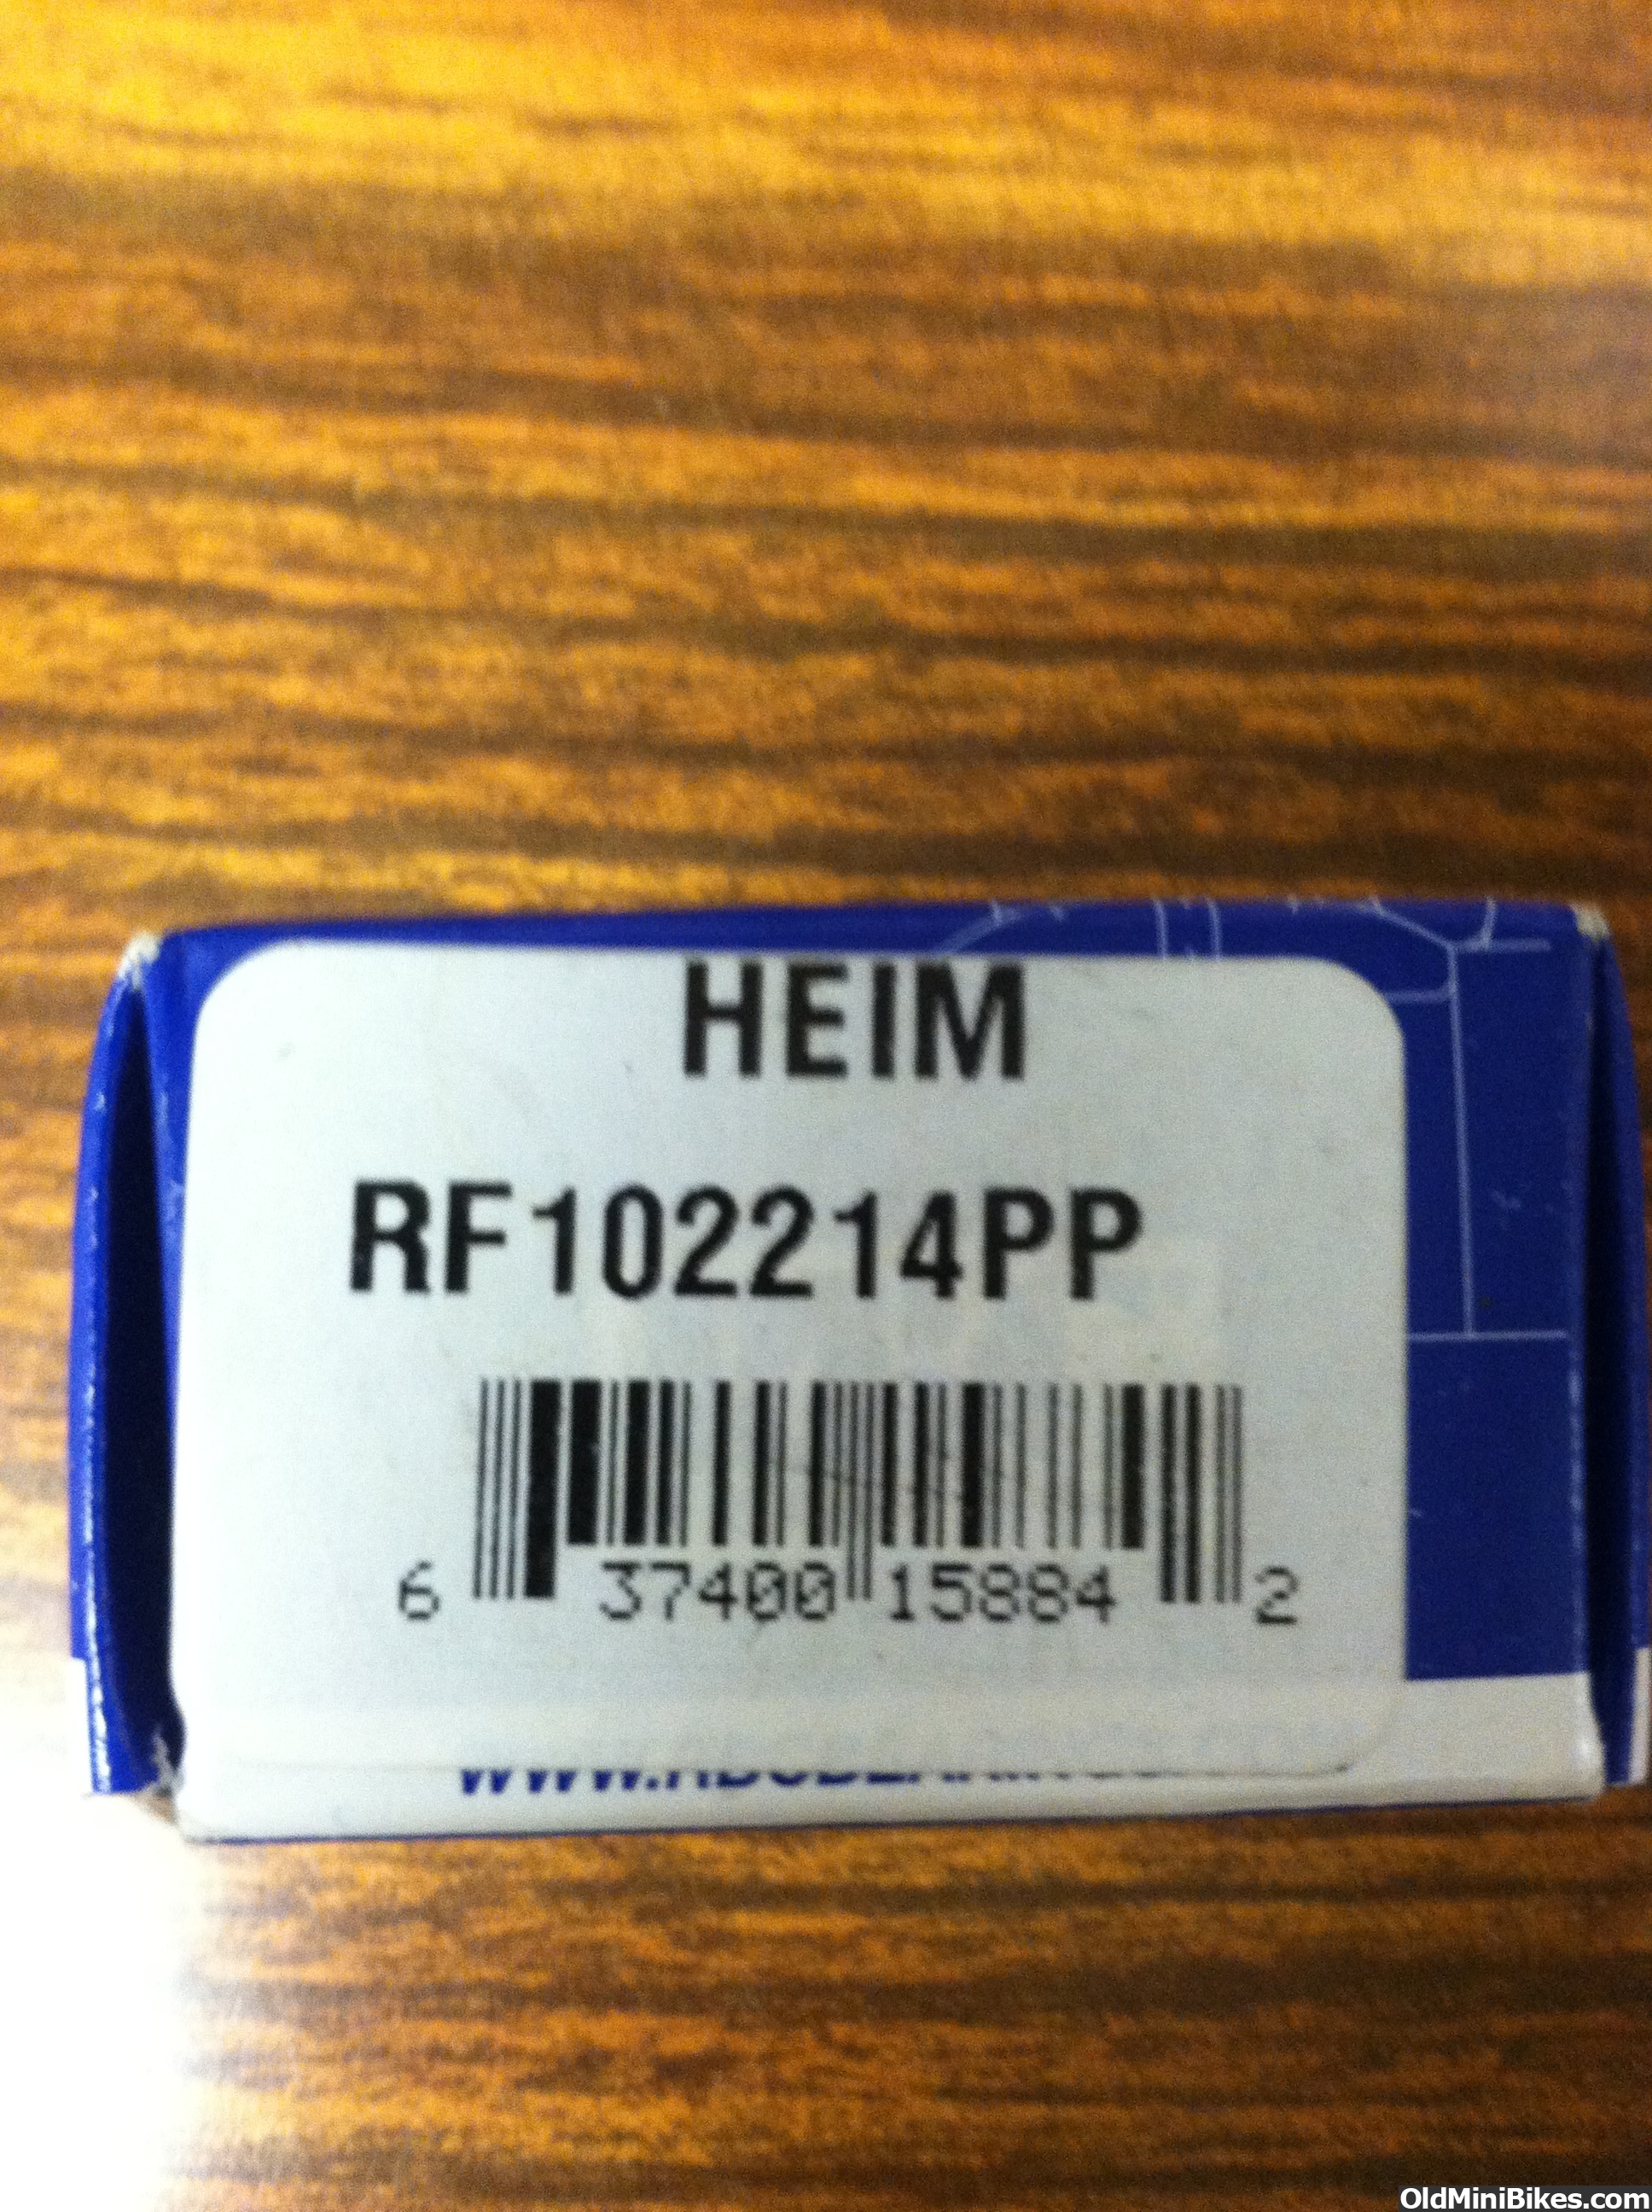 HEIM
RF102214PP
6 37400 15884 2
OldMiniBikes.com